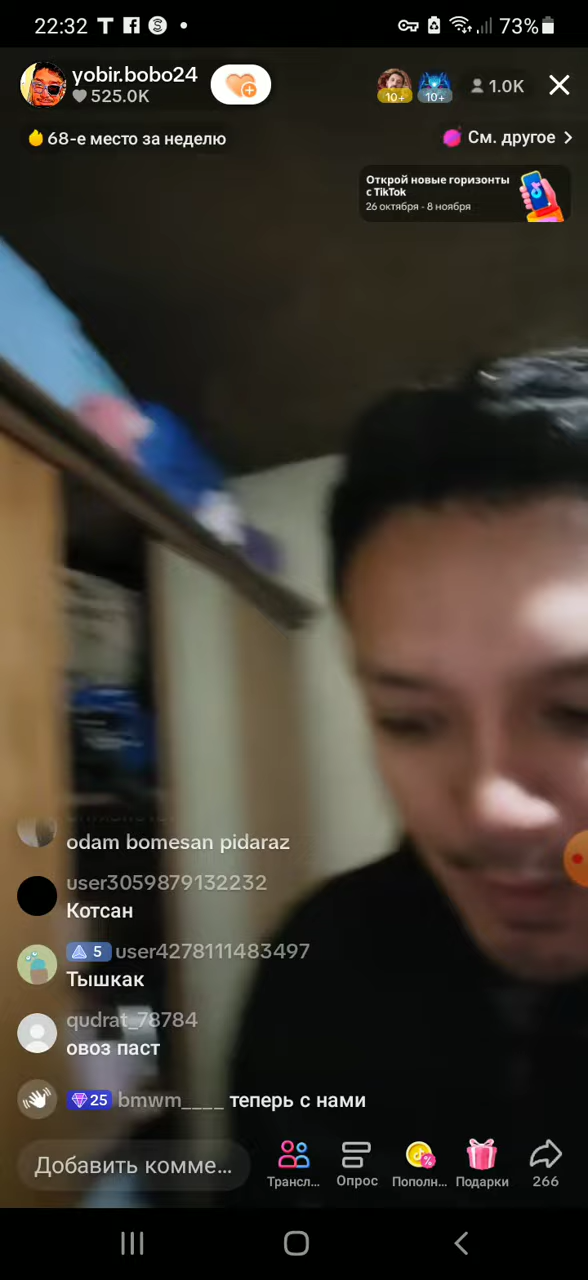 22:32
73%
yobir.bobo24
525.0K
10+
10+
1.0K
68-е место за неделю
См. другое
Открой новые горизонты
с TikTok
26 октября - 8 ноября
odam bomesan pidaraz
user3059879132232
Котсан
5 user4278111483497
Тышкак
qudrat_78784
овоз паст
25 bmwm____ теперь с нами
Добавить комме...
Трансл...
Опрос
Пополн...
Подарки
266